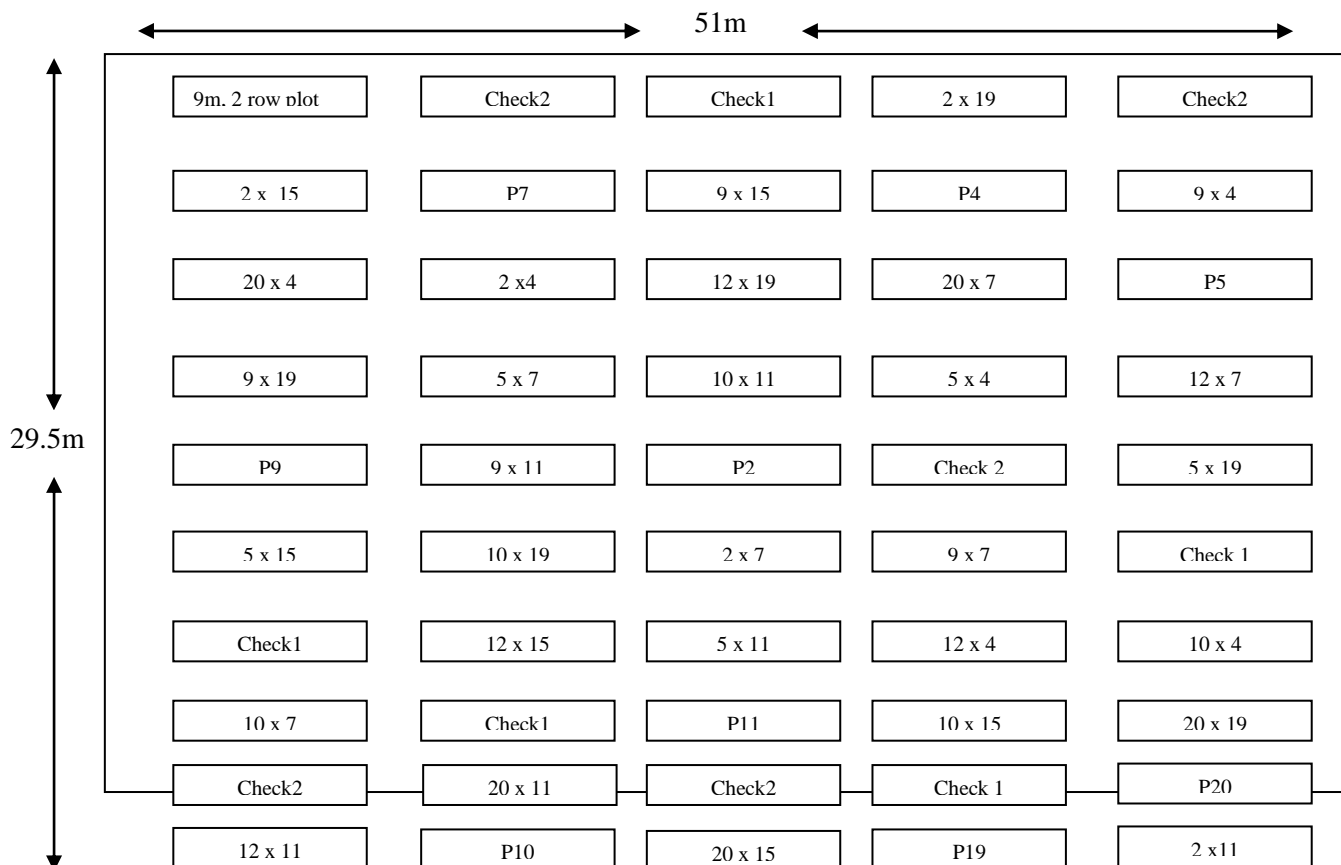 51m
9m, 2 row plot Check2 Check1 2 x 19 Check2
2 x 15 P7 9 x 15 P4 9 x 4
20 x 4 2 x4 12 x 19 20 x 7 P5
9 x 19 5 x 7 10 x 11 5 x 4 12 x 7
29.5m
P9 9 x 11 P2 Check 2 5 x 19
5 x 15 10 x 19 2 x 7 9 x 7 Check 1
Check1 12 x 15 5 x 11 12 x 4 10 x 4
10 x 7 Check1 P11 10 x 15 20 x 19
Check2 20 x 11 Check2 Check 1 P20
12 x 11 P10 20 x 15 P19 2 x11